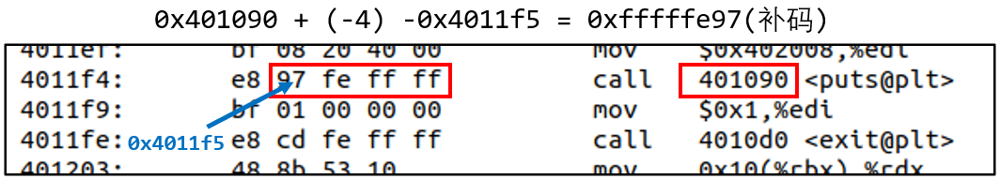 0x401090 + (-4) -0x4011f5 = 0xfffffe97(补码)
4011ef: bf 08 20 40 00 mov $0x402008,%edi
4011f4: e8 97 fe ff ff call 401090 <puts@plt>
4011f9: bf 01 00 00 00 mov $0x1,%edi
0x4011f5
4011fe: e8 cd fe ff ff call 4010d0 <exit@plt>
401203: 48 8b 53 10 mov 0x10(%rbx),%rdx